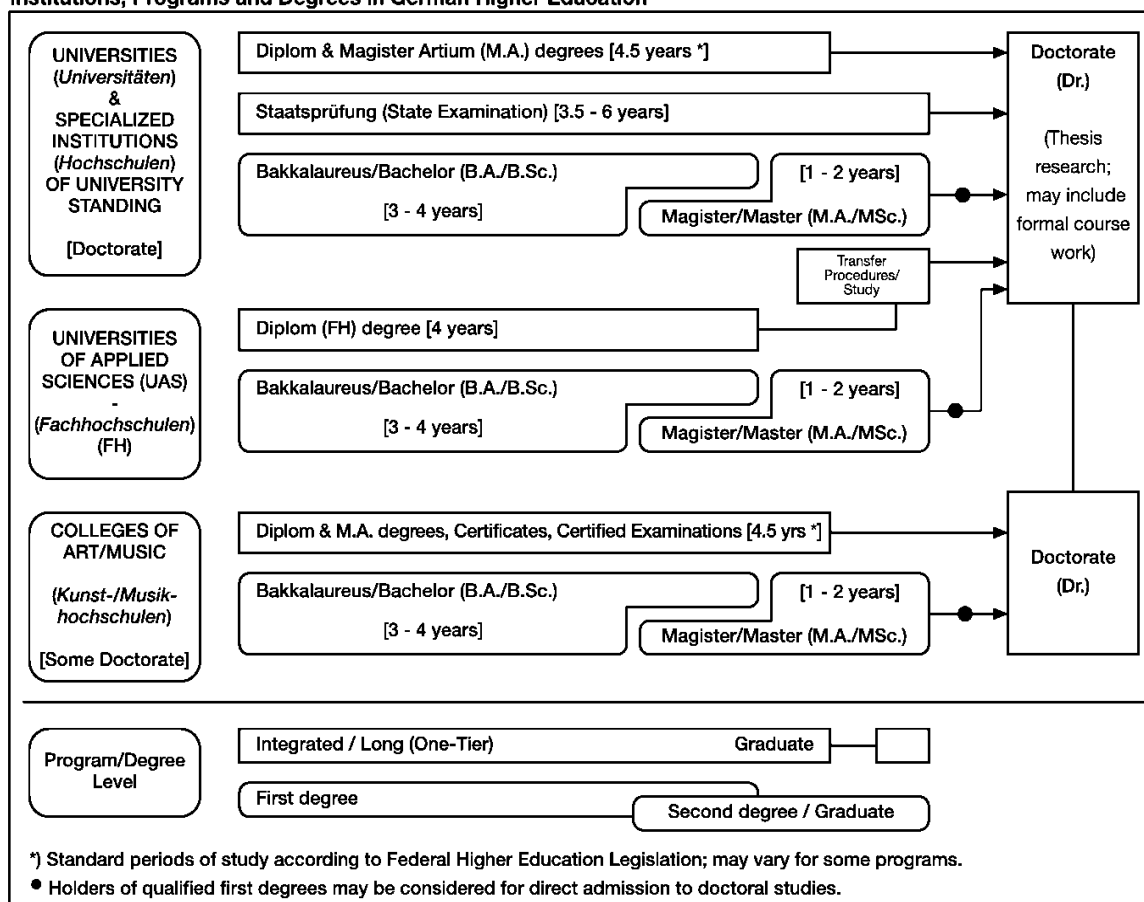 Institutions, Programs and Degrees in German Higher Education
UNIVERSITIES
(Universitäten)
&
SPECIALIZED
INSTITUTIONS
(Hochschulen)
OF UNIVERSITY
STANDING
[Doctorate]
Diplom & Magister Artium (M.A.) degrees [4.5 years *]
Staatsprüfung (State Examination) [3.5 - 6 years]
Bakkalaureus/Bachelor (B.A./B.Sc.)
[3 - 4 years]
[1 - 2 years]
Magister/Master (M.A./MSc.)
Transfer
Procedures/
Study
Doctorate
(Dr.)
(Thesis
research;
may include
formal course
work)
UNIVERSITIES
OF APPLIED
SCIENCES (UAS)
-
(Fachhochschulen)
(FH)
Diplom (FH) degree [4 years]
Bakkalaureus/Bachelor (B.A./B.Sc.)
[3 - 4 years]
[1 - 2 years]
Magister/Master (M.A./MSc.)
COLLEGES OF
ART/MUSIC
(Kunst-/Musik-
hochschulen)
[Some Doctorate]
Diplom & M.A. degrees, Certificates, Certified Examinations [4.5 yrs *]
Bakkalaureus/Bachelor (B.A./B.Sc.)
[3 - 4 years]
[1 - 2 years]
Magister/Master (M.A./MSc.)
Doctorate
(Dr.)
Program/Degree
Level
Integrated / Long (One-Tier) Graduate
First degree
Second degree / Graduate
*) Standard periods of study according to Federal Higher Education Legislation; may vary for some programs.
● Holders of qualified first degrees may be considered for direct admission to doctoral studies.